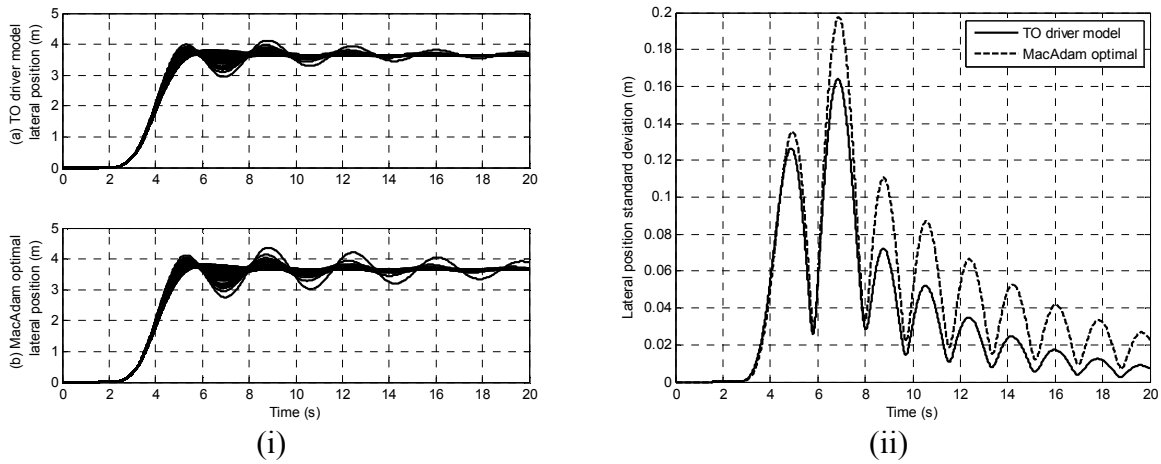 5
4
3
2
1
0
(a) TO driver model
lateral position (m)
0 2 4 6 8 10 12 14 16 18 20
5
4
3
2
1
0
(b) MacAdam optimal
lateral position (m)
0 2 4 6 8 10 12 14 16 18 20
Time (s)
(i)
0.2
0.18
0.16
0.14
0.12
0.1
0.08
0.06
0.04
0.02
0
Lateral position standard deviation (m)
TO driver model
MacAdam optimal
0 2 4 6 8 10 12 14 16 18 20
Time (s)
(ii)